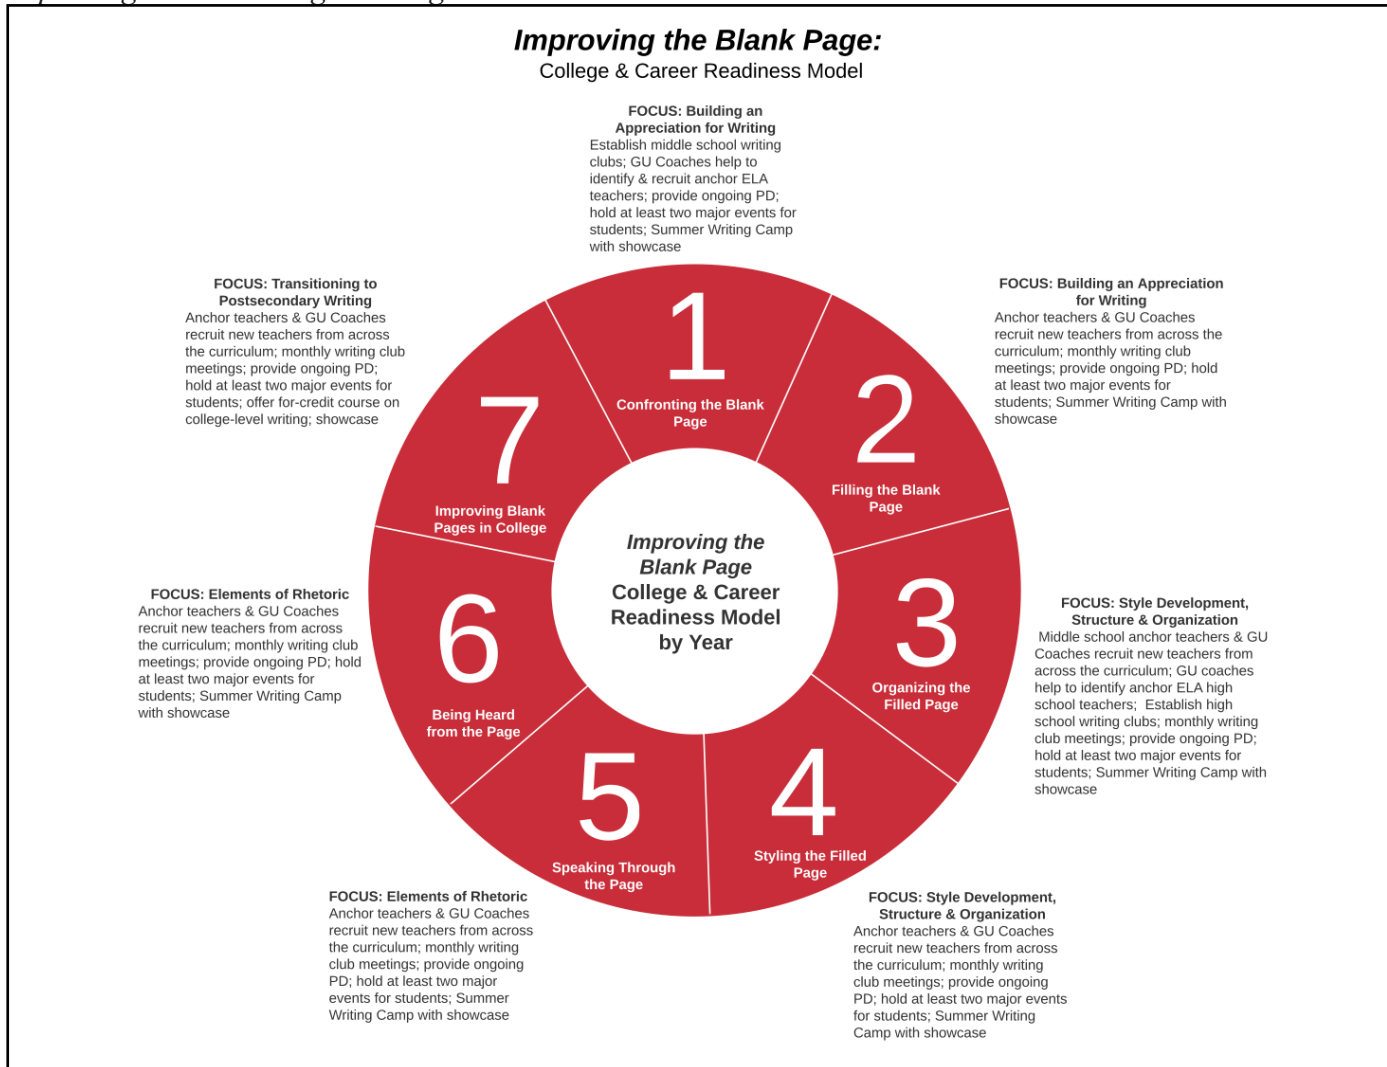 Improving the Blank Page:
College & Career Readiness Model
FOCUS: Building an
Appreciation for Writing
Establish middle school writing
clubs; GU Coaches help to
identify & recruit anchor ELA
teachers; provide ongoing PD;
hold at least two major events for
students; Summer Writing Camp
with showcase
FOCUS: Building an Appreciation
for Writing
Anchor teachers & GU Coaches
recruit new teachers from across the
curriculum; monthly writing club
meetings; provide ongoing PD; hold
at least two major events for
students; Summer Writing Camp with
showcase
FOCUS: Style Development,
Structure & Organization
Middle school anchor teachers & GU
Coaches recruit new teachers from
across the curriculum; GU coaches
help to identify anchor ELA high
school teachers; Establish high
school writing clubs; monthly writing
club meetings; provide ongoing PD;
hold at least two major events for
students; Summer Writing Camp with
showcase
FOCUS: Style Development,
Structure & Organization
Anchor teachers & GU Coaches
recruit new teachers from across
the curriculum; monthly writing
club meetings; provide ongoing
PD; hold at least two major events
for students; Summer Writing
Camp with showcase
FOCUS: Elements of Rhetoric
Anchor teachers & GU Coaches
recruit new teachers from across
the curriculum; monthly writing
club meetings; provide ongoing
PD; hold at least two major
events for students; Summer
Writing Camp with showcase
FOCUS: Elements of Rhetoric
Anchor teachers & GU Coaches
recruit new teachers from across
the curriculum; monthly writing club
meetings; provide ongoing PD; hold
at least two major events for
students; Summer Writing Camp
with showcase
FOCUS: Transitioning to
Postsecondary Writing
Anchor teachers & GU Coaches
recruit new teachers from across
the curriculum; monthly writing club
meetings; provide ongoing PD;
hold at least two major events for
students; offer for-credit course on
college-level writing; showcase
1
Confronting the Blank
Page
2
Filling the Blank
Page
3
Organizing the
Filled Page
4
Styling the Filled
Page
5
Speaking Through
the Page
6
Being Heard
from the Page
7
Improving Blank
Pages in College
Improving the
Blank Page
College & Career
Readiness Model
by Year